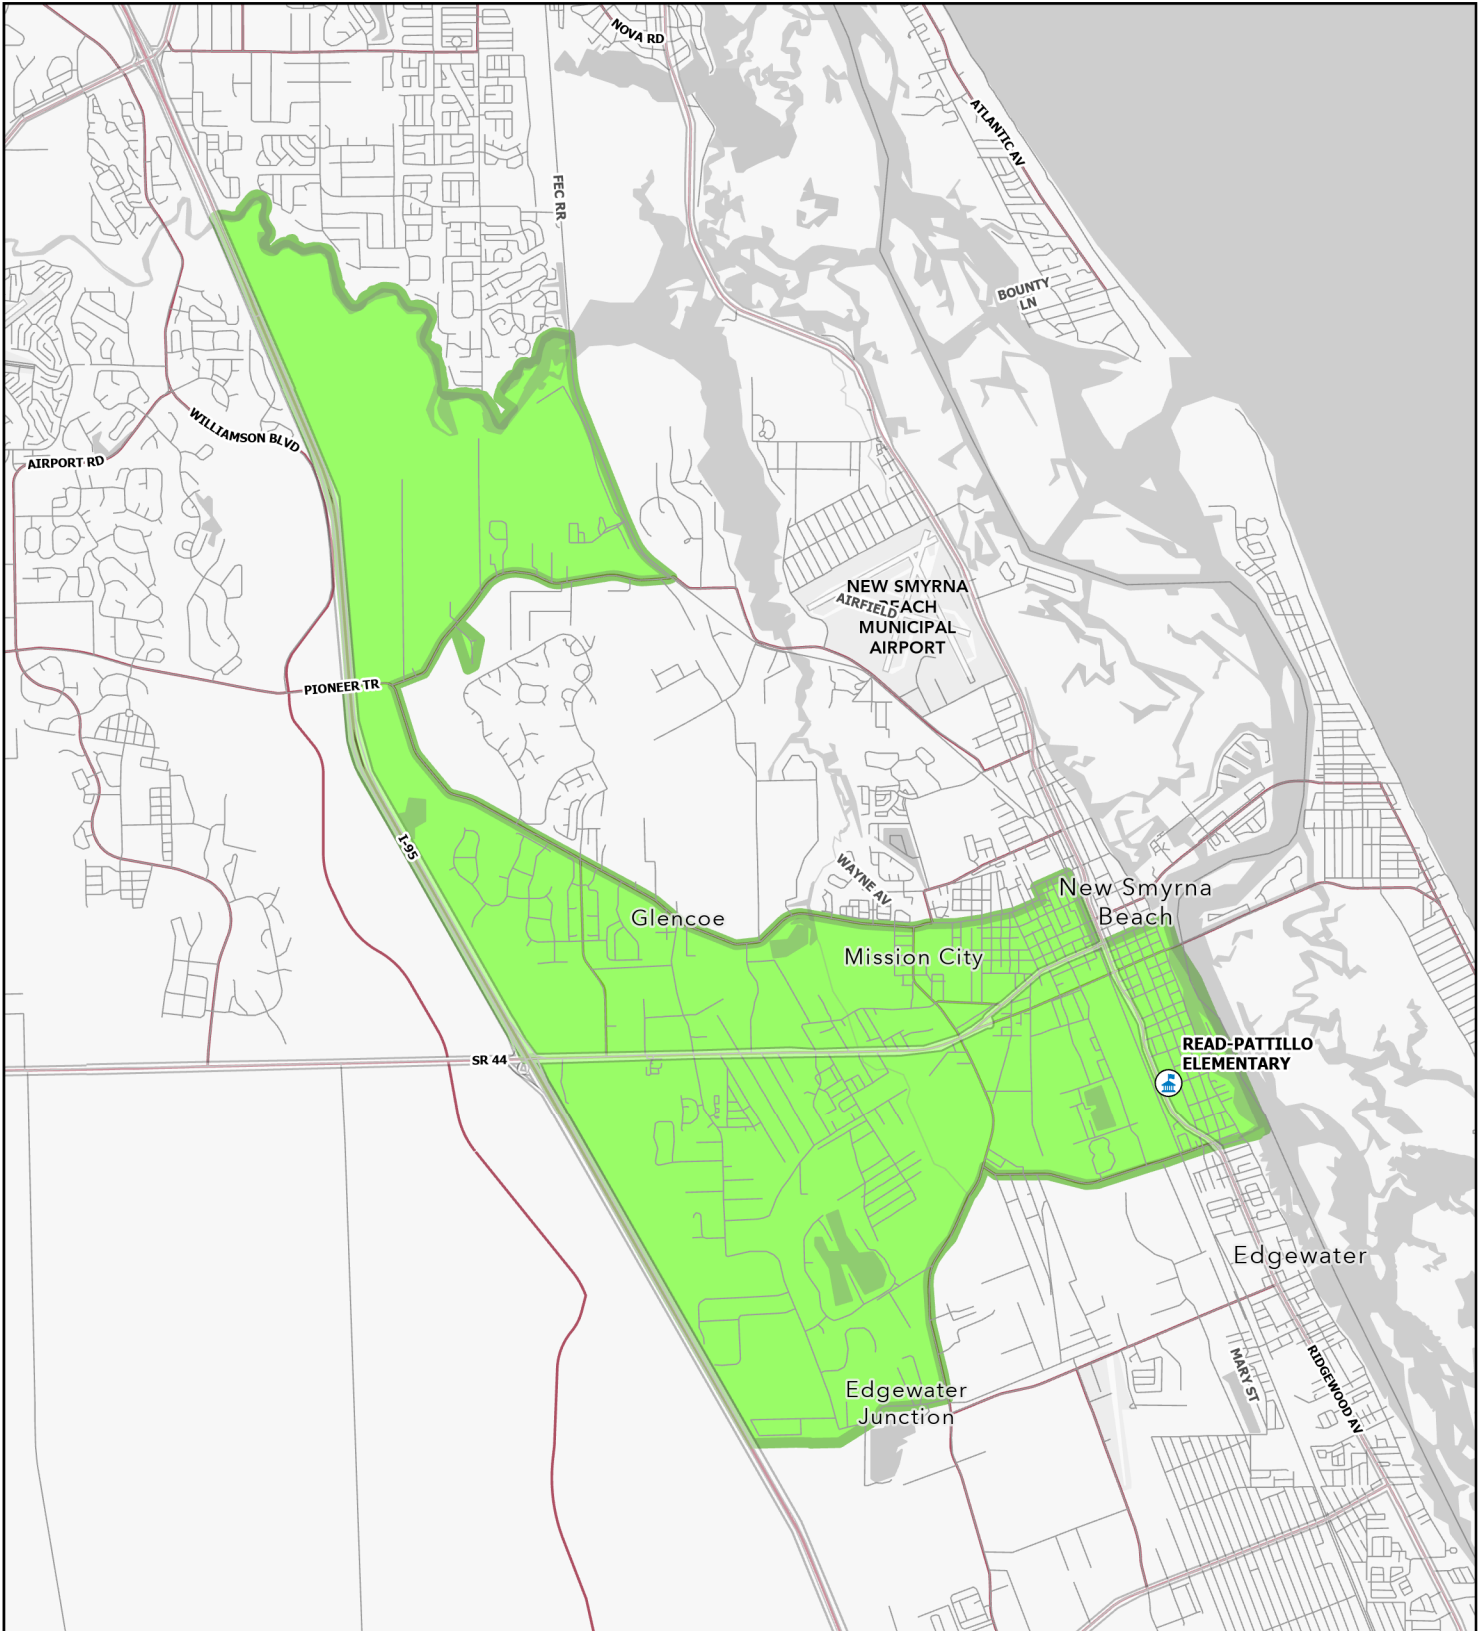 NOVA RD
ATLANTIC AV
FEC RR
BOUNTY
LN
WILLIAMSON BLVD
AIRPORT RD
NEW SMYRNA
BEACH
MUNICIPAL
AIRPORT
AIRFIELD
PIONEER TR
I-95
WAYNE AV
New Smyrna
Beach
Glencoe
Mission City
SR 44
READ-PATTILLO
ELEMENTARY
Edgewater
MARY ST
RIDGEWOOD AV
Edgewater
Junction